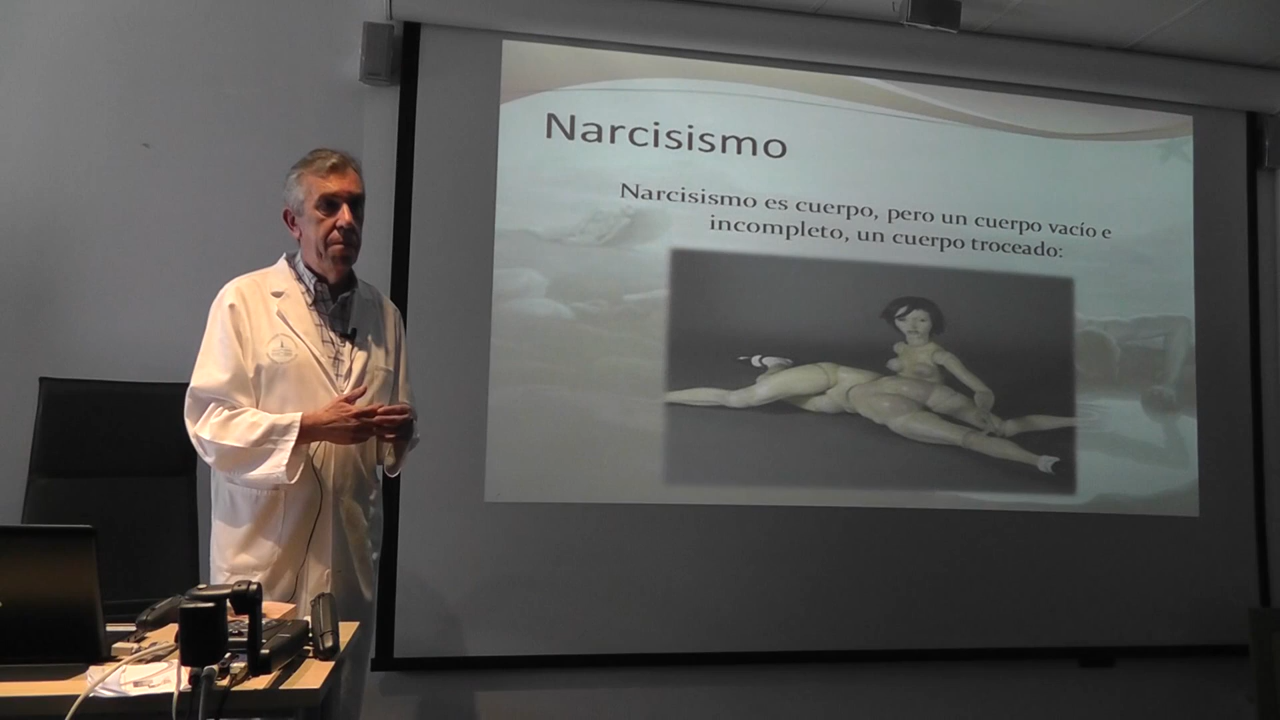 Narcisismo
Narcisismo es cuerpo, pero un cuerpo vacío e
incompleto, un cuerpo troceado: